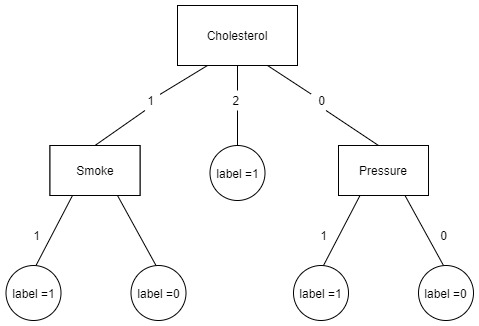 Cholesterol
1
2
0
Smoke
label =1
Pressure
1
1
0
label =1
label =0
label =1
label =0